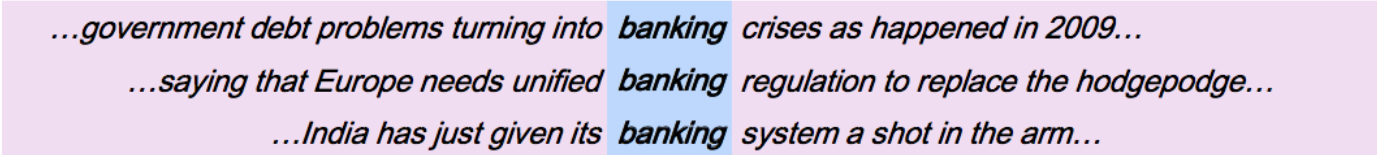 …government debt problems turning into banking crises as happened in 2009…
…saying that Europe needs unified banking regulation to replace the hodgepodge…
…India has just given its banking system a shot in the arm…